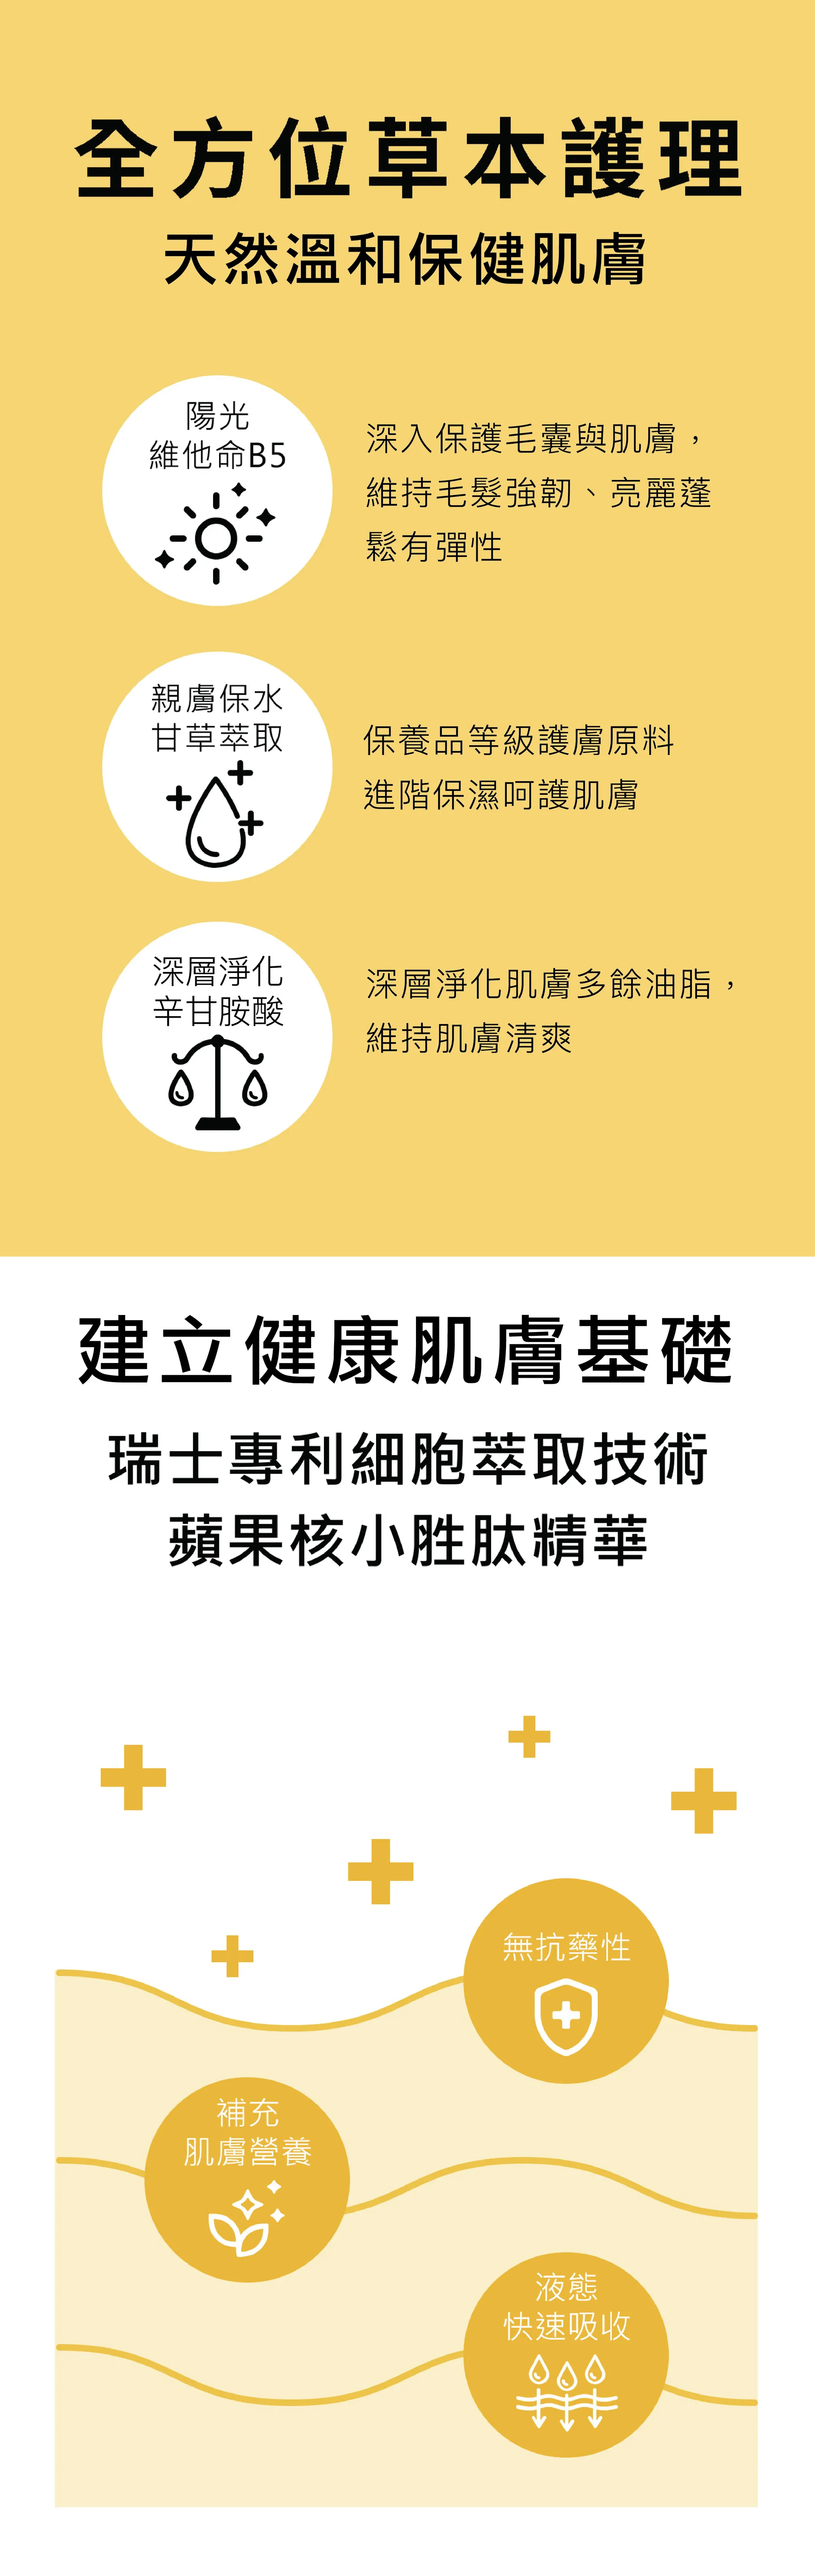 全方位草本護理
天然溫和保健肌膚
陽光
維他命B5
深入保護毛囊與肌膚，
維持毛髮強韌、亮麗蓬
鬆有彈性
親膚保水
甘草萃取
保養品等級護膚原料
進階保濕呵護肌膚
深層淨化
辛甘胺酸
深層淨化肌膚多餘油脂，
維持肌膚清爽
建立健康肌膚基礎
瑞士專利細胞萃取技術
蘋果核小胜肽精華
無抗藥性
補充
肌膚營養
液態
快速吸收